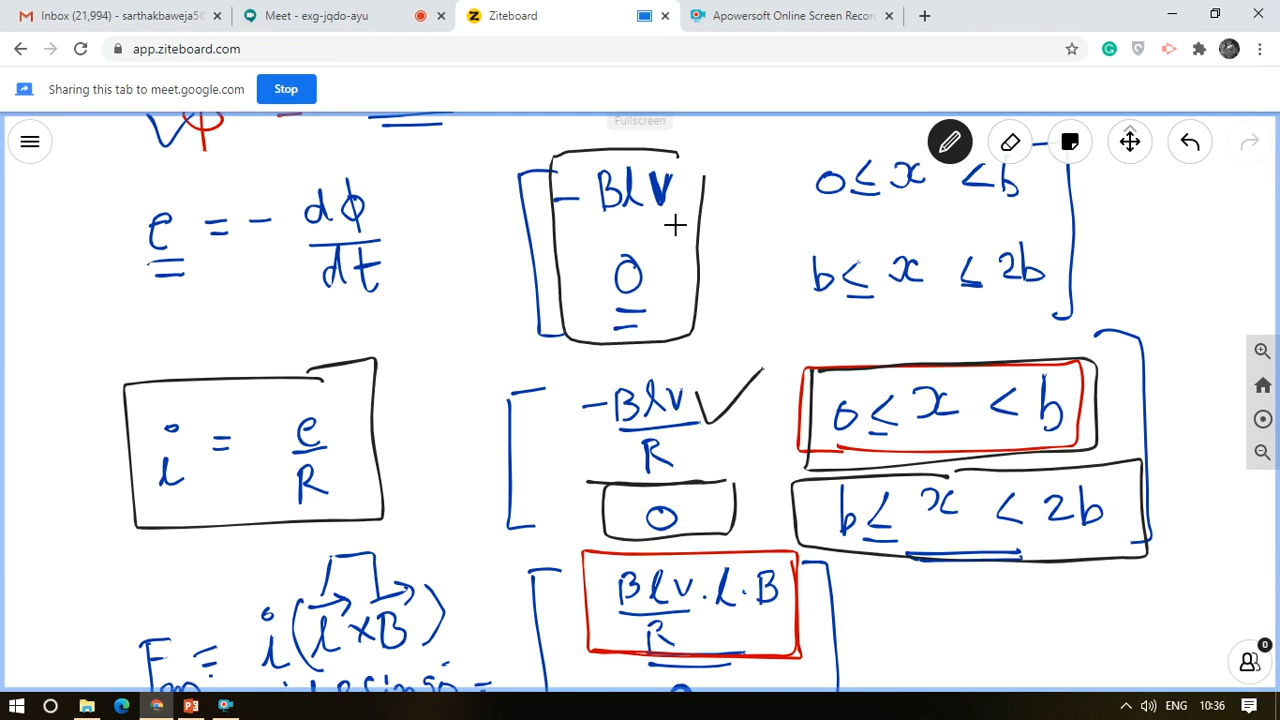 Inbox (21,994) - sarthakbaweja5
Meet - exg-jqdo-ayu
Ziteboard
Apowersoft Online Screen Recor
app.ziteboard.com
Sharing this tab to meet.google.com
Stop
Fullscreen
φ
e = - dφ/dt
- Blv 0 ≤ x < b
0 b ≤ x ≤ 2b
i = e/R
-Blv/R 0 ≤ x < b
0 b ≤ x < 2b
F = i(l×B)
Blv/R . l . B
0
ENG 10:36